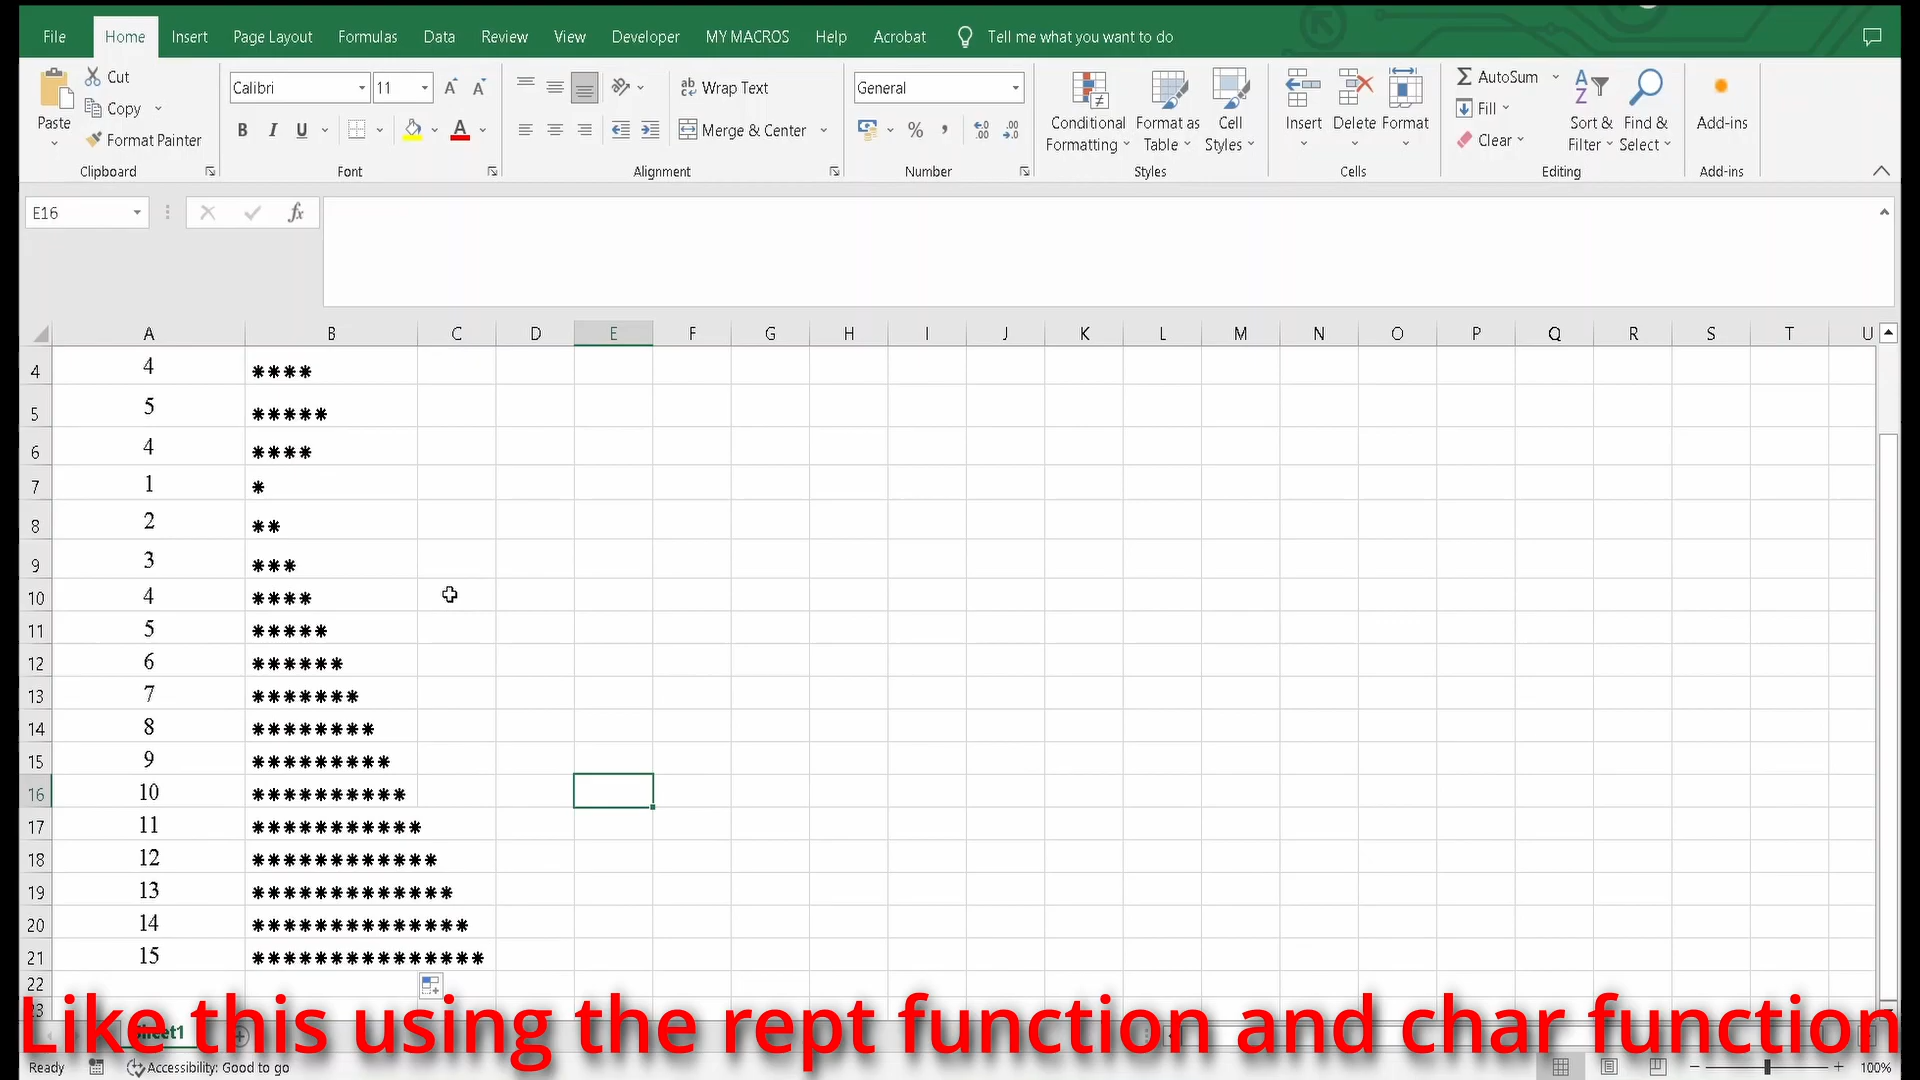 File Home Insert Page Layout Formulas Data Review View Developer MY MACROS Help Acrobat Tell me what you want to do
Cut
Copy
Format Painter
Paste
Clipboard
Calibri 11
B I U A
Font
ab Wrap Text
Merge & Center
Alignment
General
% ,
Number
Conditional Formatting
Format as Table
Cell Styles
Styles
Insert Delete Format
Cells
AutoSum
Fill
Clear
Sort & Filter
Find & Select
Editing
Add-ins
Add-ins
E16 fx
A B C D E F G H I J K L M N O P Q R S T U
4 4 ****
5 5 *****
6 4 ****
7 1 *
8 2 **
9 3 ***
10 4 ****
11 5 *****
12 6 ******
13 7 *******
14 8 ********
15 9 *********
16 10 **********
17 11 ***********
18 12 ************
19 13 *************
20 14 **************
21 15 ***************
22
23
Like this using the rept function and char function
Sheet1
Ready Accessibility: Good to go 100%